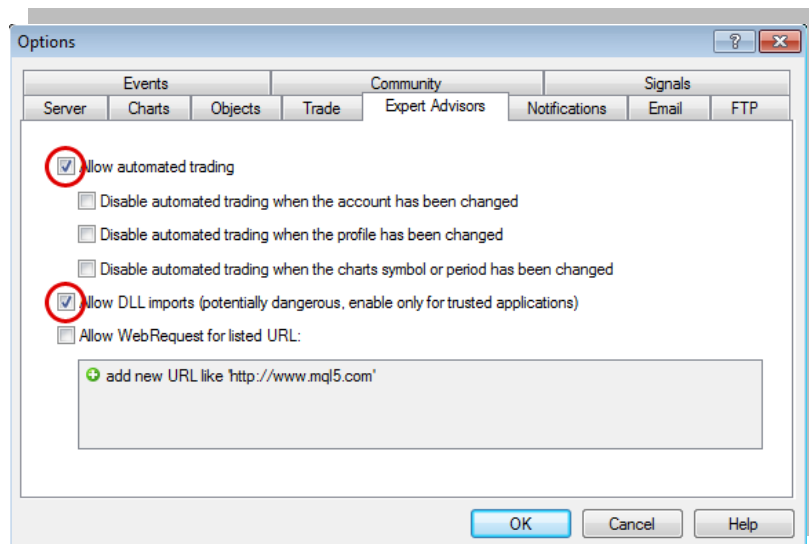 Options
Events Community Signals
Server Charts Objects Trade Expert Advisors Notifications Email FTP
Allow automated trading
Disable automated trading when the account has been changed
Disable automated trading when the profile has been changed
Disable automated trading when the charts symbol or period has been changed
Allow DLL imports (potentially dangerous, enable only for trusted applications)
Allow WebRequest for listed URL:
add new URL like 'http://www.mql5.com'
OK Cancel Help